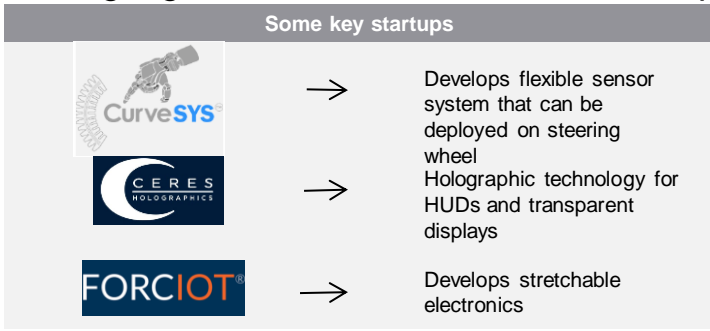 Some key startups
CurveSYS
Develops flexible sensor
system that can be
deployed on steering
wheel
CERES
HOLOGRAPHICS
Holographic technology for
HUDs and transparent
displays
FORCIOT®
Develops stretchable
electronics